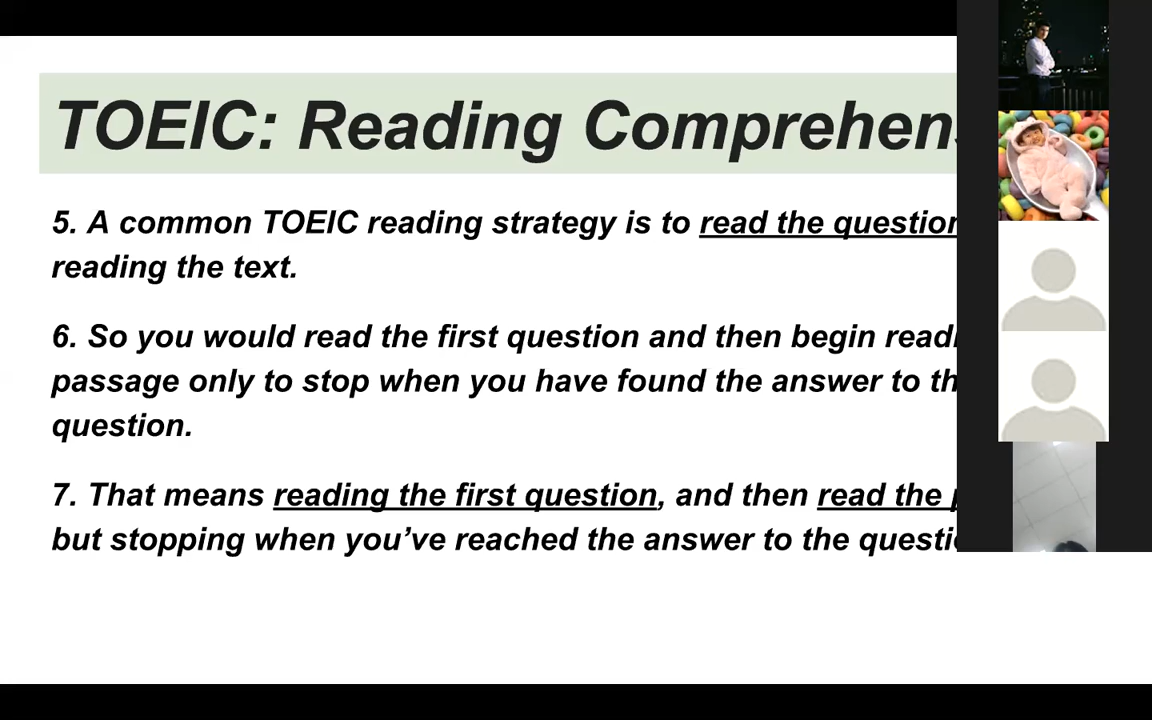 TOEIC: Reading Comprehens
5. A common TOEIC reading strategy is to read the question
reading the text.
6. So you would read the first question and then begin readi
passage only to stop when you have found the answer to th
question.
7. That means reading the first question, and then read the p
but stopping when you’ve reached the answer to the questio